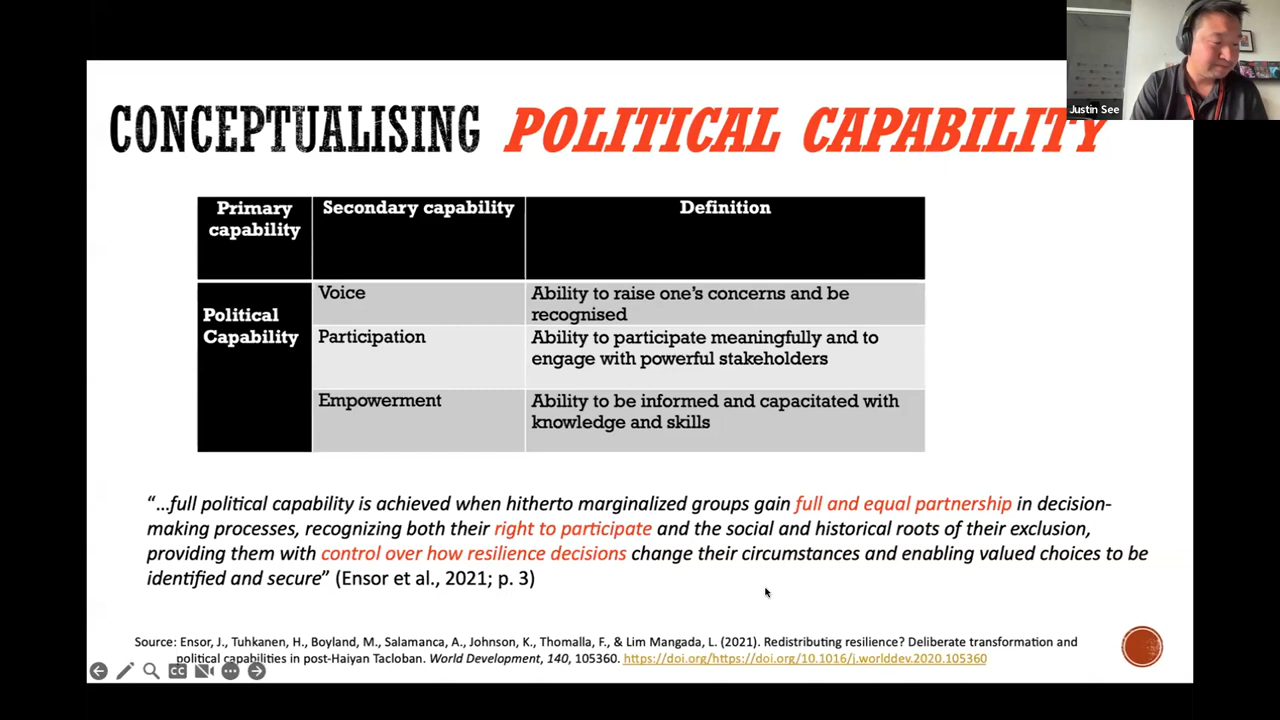 Justin See
CONCEPTUALISING POLITICAL CAPABILITY
Primary capability
Secondary capability
Definition
Political Capability
Voice
Ability to raise one's concerns and be
recognised
Participation
Ability to participate meaningfully and to
engage with powerful stakeholders
Empowerment
Ability to be informed and capacitated with
knowledge and skills
“…full political capability is achieved when hitherto marginalized groups gain full and equal partnership in decision-
making processes, recognizing both their right to participate and the social and historical roots of their exclusion,
providing them with control over how resilience decisions change their circumstances and enabling valued choices to be
identified and secure” (Ensor et al., 2021; p. 3)
Source: Ensor, J., Tuhkanen, H., Boyland, M., Salamanca, A., Johnson, K., Thomalla, F., & Lim Mangada, L. (2021). Redistributing resilience? Deliberate transformation and
political capabilities in post-Haiyan Tacloban. World Development, 140, 105360. https://doi.org/https://doi.org/10.1016/j.worlddev.2020.105360
CC